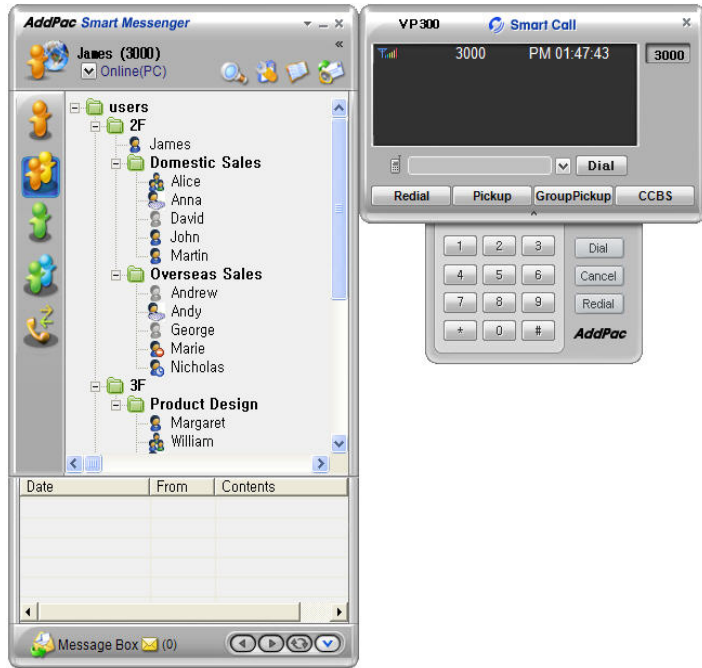 AddPac Smart Messenger
James (3000)
Online(PC)
users
2F
James
Domestic Sales
Alice
Anna
David
John
Martin
Overseas Sales
Andrew
Andy
George
Marie
Nicholas
3F
Product Design
Margaret
William
Date From Contents
Message Box (0)
VP300 Smart Call
3000 PM 01:47:43 3000
Dial
Redial Pickup GroupPickup CCBS
1 2 3 Dial
4 5 6 Cancel
7 8 9 Redial
* 0 # AddPac